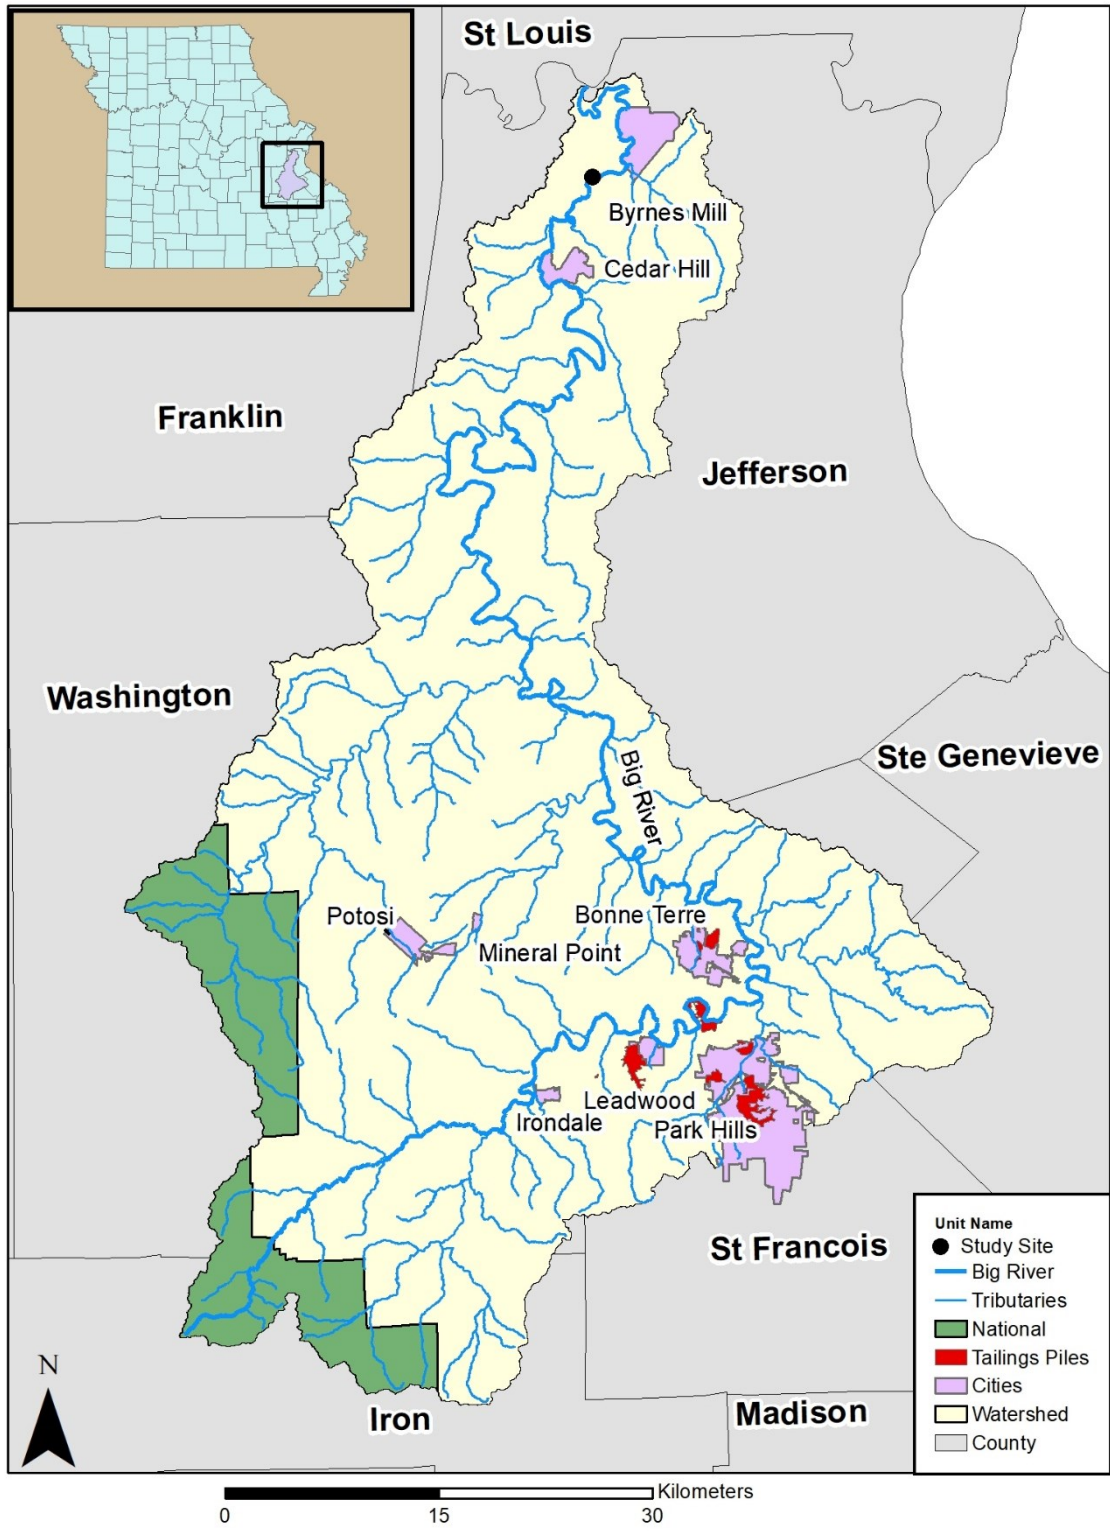 St Louis
Byrnes Mill
Cedar Hill
Franklin
Jefferson
Washington
Ste Genevieve
Big River
Potosi
Bonne Terre
Mineral Point
Leadwood
Irondale
Park Hills
St Francois
Iron
Madison
N
Unit Name
Study Site
Big River
Tributaries
National
Tailings Piles
Cities
Watershed
County
Kilometers
0 15 30